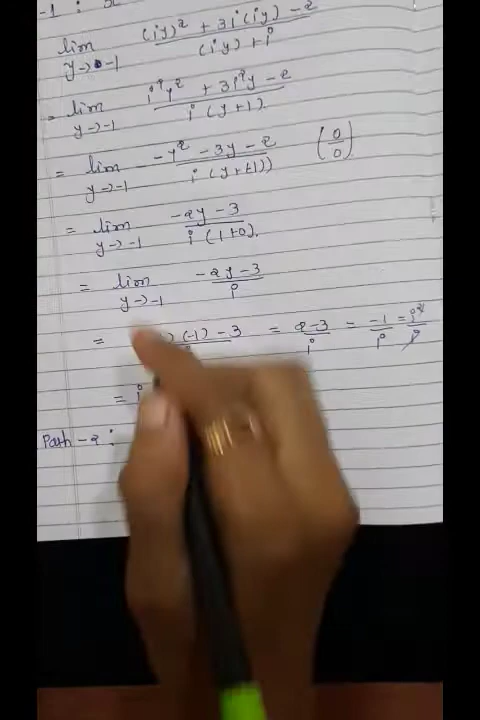 -1 :
lim y→-1 (iy)² + 3i(iy) - 2 / (iy) + i
= lim y→-1 i²y² + 3i²y - 2 / i(y+1)
= lim y→-1 -y² - 3y - 2 / i(y+1) (0/0)
= lim y→-1 -2y - 3 / i(1+0).
= lim y→-1 -2y - 3 / i
= (-1) - 3 = 2-3 / i = -1 / i = i² / i
= i
Path - 2 :